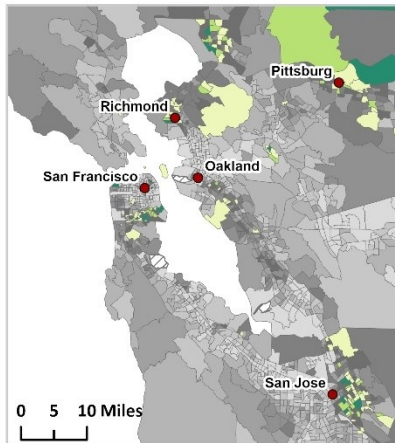 Pittsburg
Richmond
Oakland
San Francisco
San Jose
0 5 10 Miles